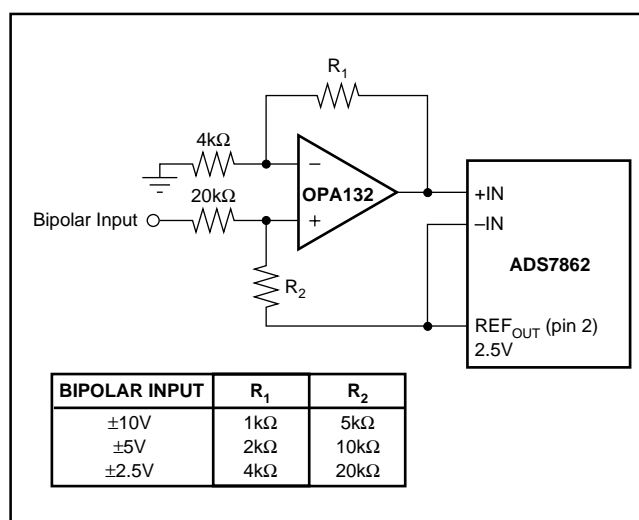 R1
4kΩ
−
OPA132
20kΩ
+
Bipolar Input
R2
+IN
–IN
ADS7862
REFOUT (pin 2)
2.5V
BIPOLAR INPUT R1 R2
±10V 1kΩ 5kΩ
±5V 2kΩ 10kΩ
±2.5V 4kΩ 20kΩ